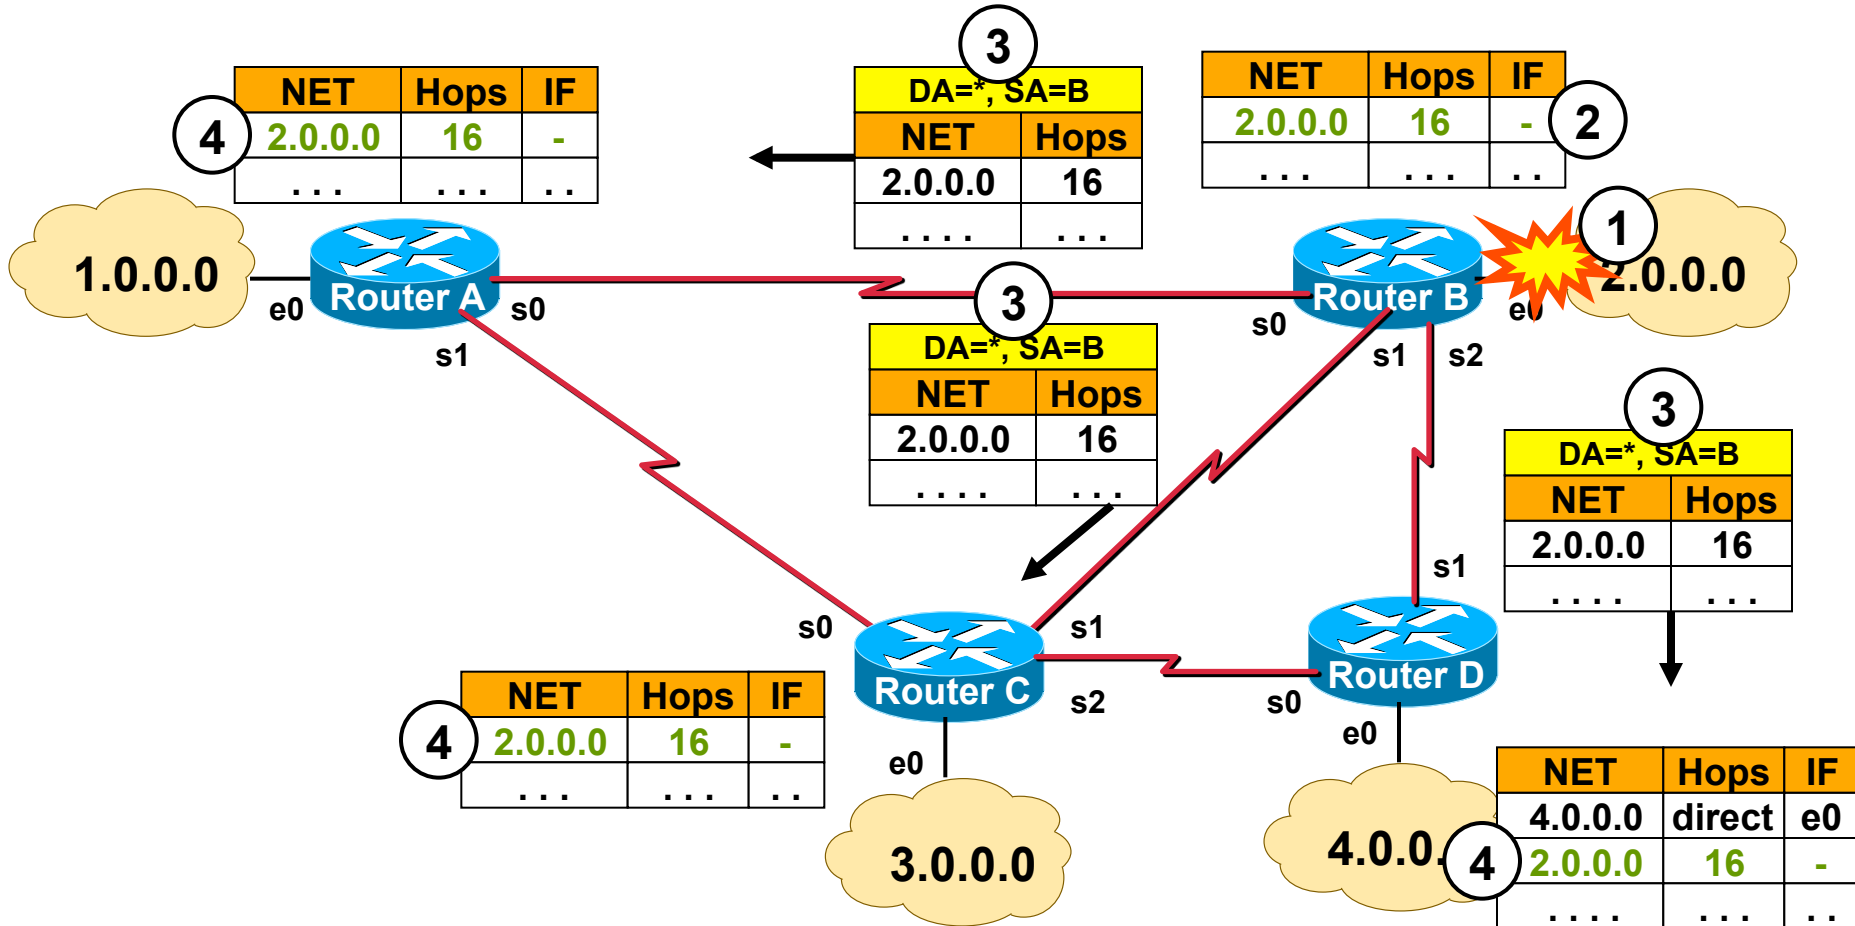 3
DA=*, SA=B
NET Hops
2.0.0.0 16
. . . . . . .
NET Hops IF
4 2.0.0.0 16 -
. . . . . . . .
NET Hops IF
2.0.0.0 16 - 2
. . . . . . . .
1
1.0.0.0
e0
Router A
s0
s1
3
DA=*, SA=B
NET Hops
2.0.0.0 16
. . . . . . .
Router B
s0
s1
s2
e0
2.0.0.0
3
DA=*, SA=B
NET Hops
2.0.0.0 16
. . . . . . .
s0
Router C
s1
s2
e0
s1
Router D
s0
e0
NET Hops IF
4 2.0.0.0 16 -
. . . . . . . .
3.0.0.0
4.0.0.
NET Hops IF
4.0.0.0 direct e0
4 2.0.0.0 16 -
. . . . . . . . .